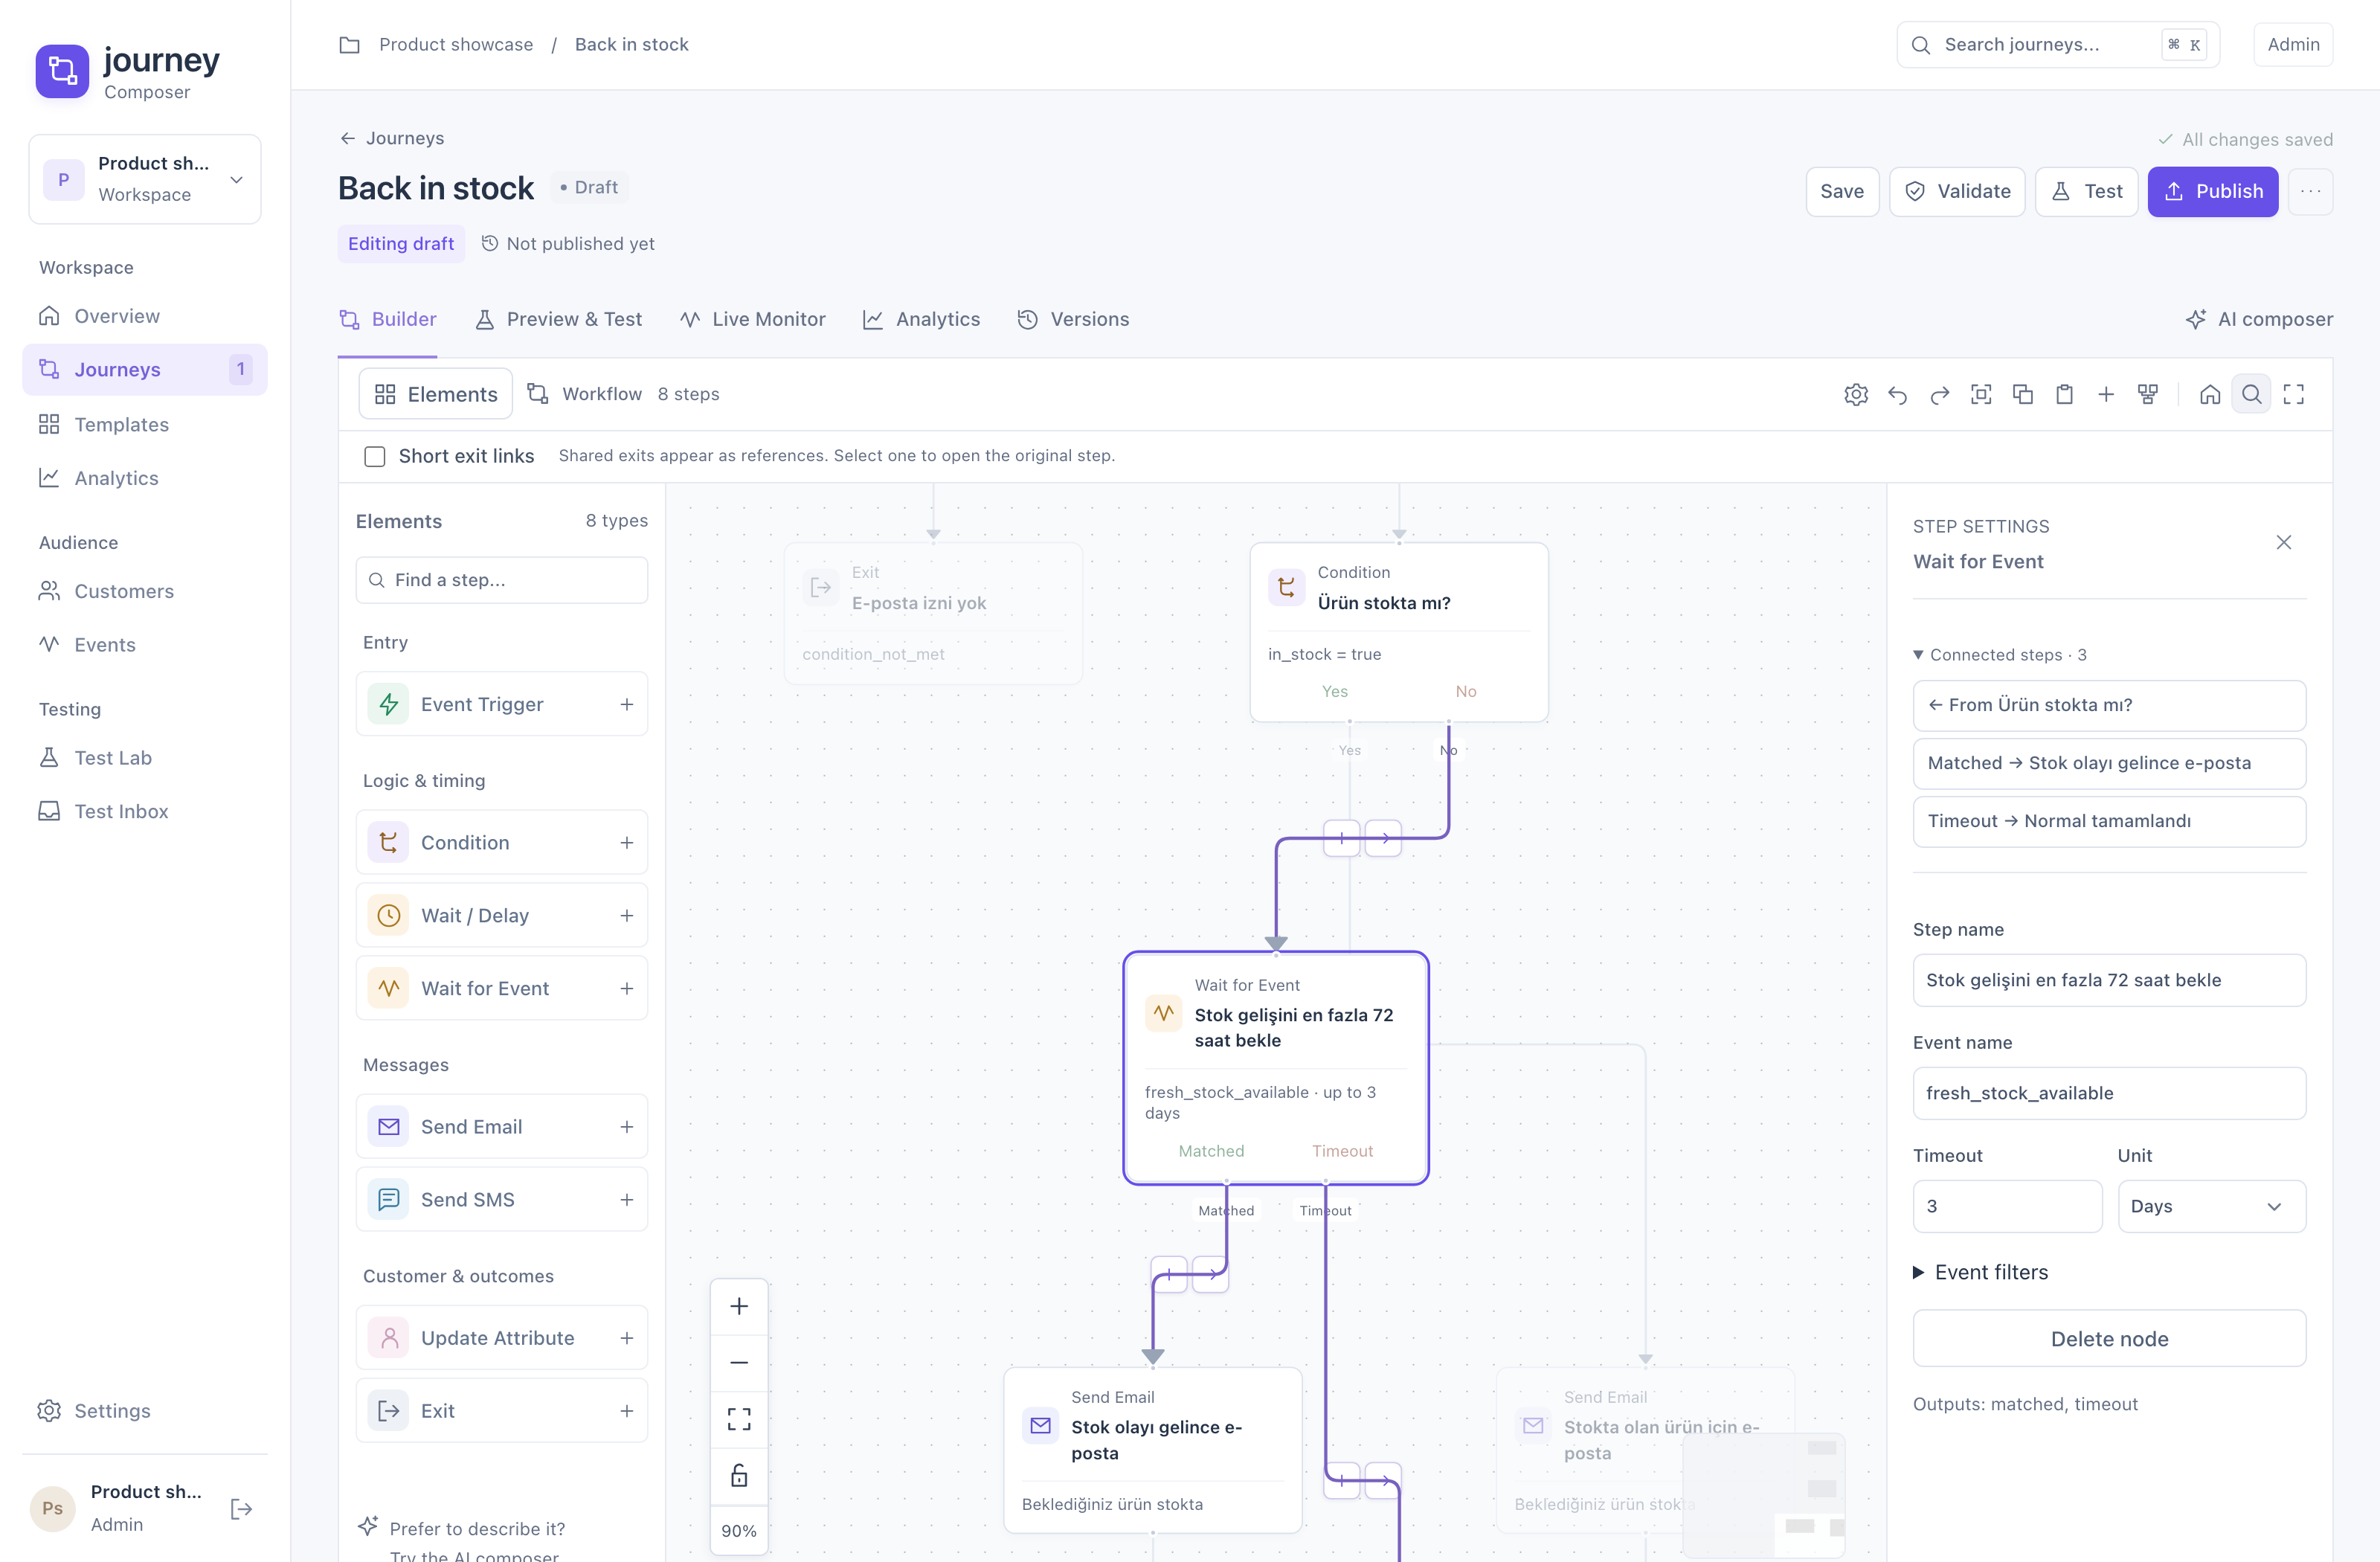 journey
Composer
P
Product sh...
Workspace
Workspace
Overview
Journeys
1
Templates
Analytics
Audience
Customers
Events
Testing
Test Lab
Test Inbox
Settings
Ps
Product sh...
Admin
Product showcase / Back in stock
Search journeys...
⌘ K
Admin
← Journeys
All changes saved
Back in stock
• Draft
Save
Validate
Test
Publish
...
Editing draft
Not published yet
Builder
Preview & Test
Live Monitor
Analytics
Versions
AI composer
Elements
Workflow 8 steps
Short exit links
Shared exits appear as references. Select one to open the original step.
Elements
8 types
Find a step...
Entry
Event Trigger
Logic & timing
Condition
Wait / Delay
Wait for Event
Messages
Send Email
Send SMS
Customer & outcomes
Update Attribute
Exit
Prefer to describe it?
Try the AI composer
Exit
E-posta izni yok
condition_not_met
Condition
Ürün stokta mı?
in_stock = true
Yes
No
Yes
No
Wait for Event
Stok gelişini en fazla 72
saat bekle
fresh_stock_available · up to 3
days
Matched
Timeout
Matched
Timeout
Send Email
Stok olayı gelince e-
posta
Beklediğiniz ürün stokta
Send Email
Stokta olan ürün için e-
posta
Beklediğiniz ürün stokta
90%
STEP SETTINGS
Wait for Event
▼ Connected steps · 3
← From Ürün stokta mı?
Matched → Stok olayı gelince e-posta
Timeout → Normal tamamlandı
Step name
Stok gelişini en fazla 72 saat bekle
Event name
fresh_stock_available
Timeout
Unit
3
Days
▶ Event filters
Delete node
Outputs: matched, timeout